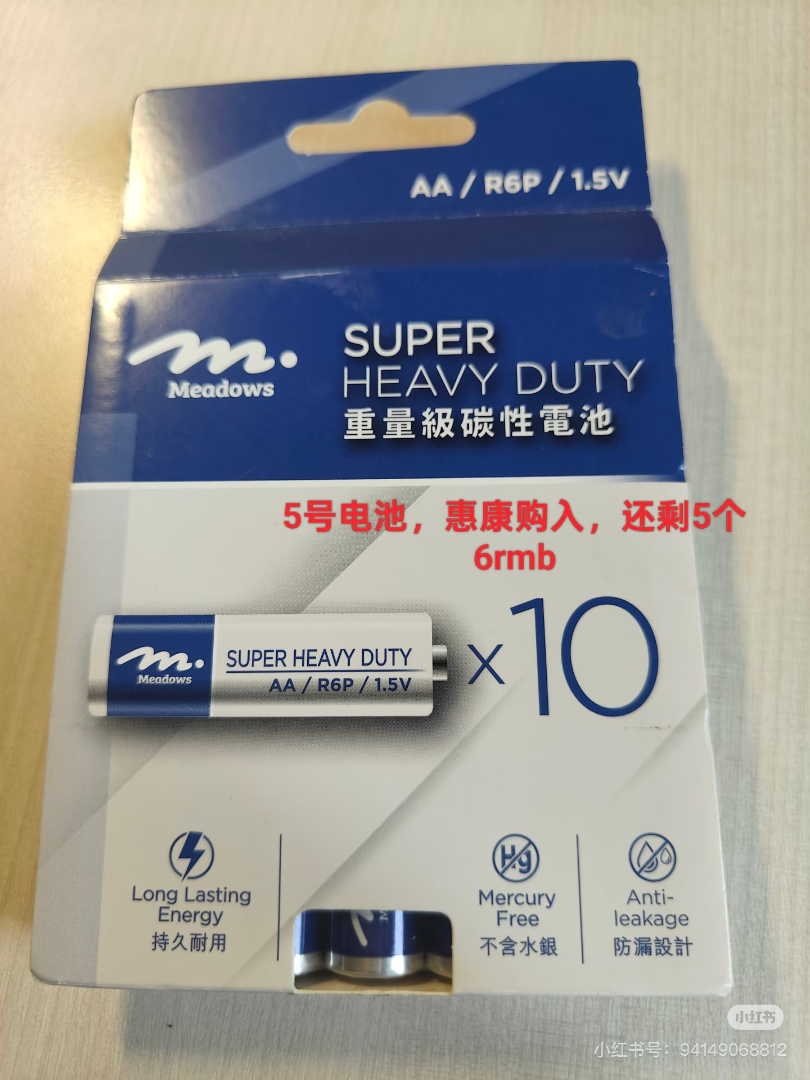 AA / R6P / 1.5V
m.
Meadows
SUPER
HEAVY DUTY
重量級碳性電池
5号电池，惠康购入，还剩5个
6rmb
m.
Meadows
SUPER HEAVY DUTY
AA / R6P / 1.5V
x10
Long Lasting
Energy
持久耐用
Hg
Mercury
Free
不含水銀
Anti-
leakage
防漏設計
小红书
小红书号：94149068812